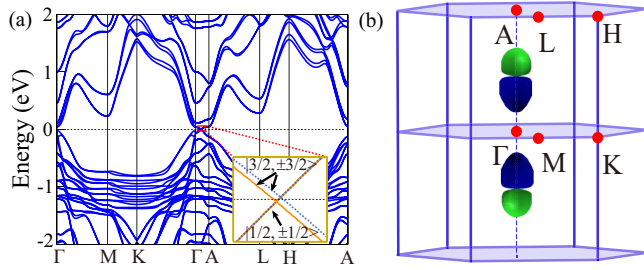 (a)
Energy (eV)
2
1
0
-1
-2
|3/2,±3/2>
|1/2,±1/2>
Γ M K Γ A L H A
(b)
A
L
H
Γ
M
K